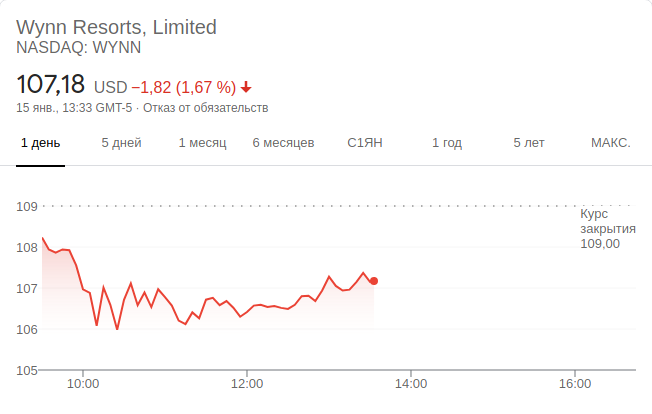 Wynn Resorts, Limited
NASDAQ: WYNN
107,18 USD −1,82 (1,67 %)
15 янв., 13:33 GMT-5 · Отказ от обязательств
1 день 5 дней 1 месяц 6 месяцев С1ЯН 1 год 5 лет МАКС.
109
Курс
закрытия
109,00
108
107
106
105
10:00 12:00 14:00 16:00